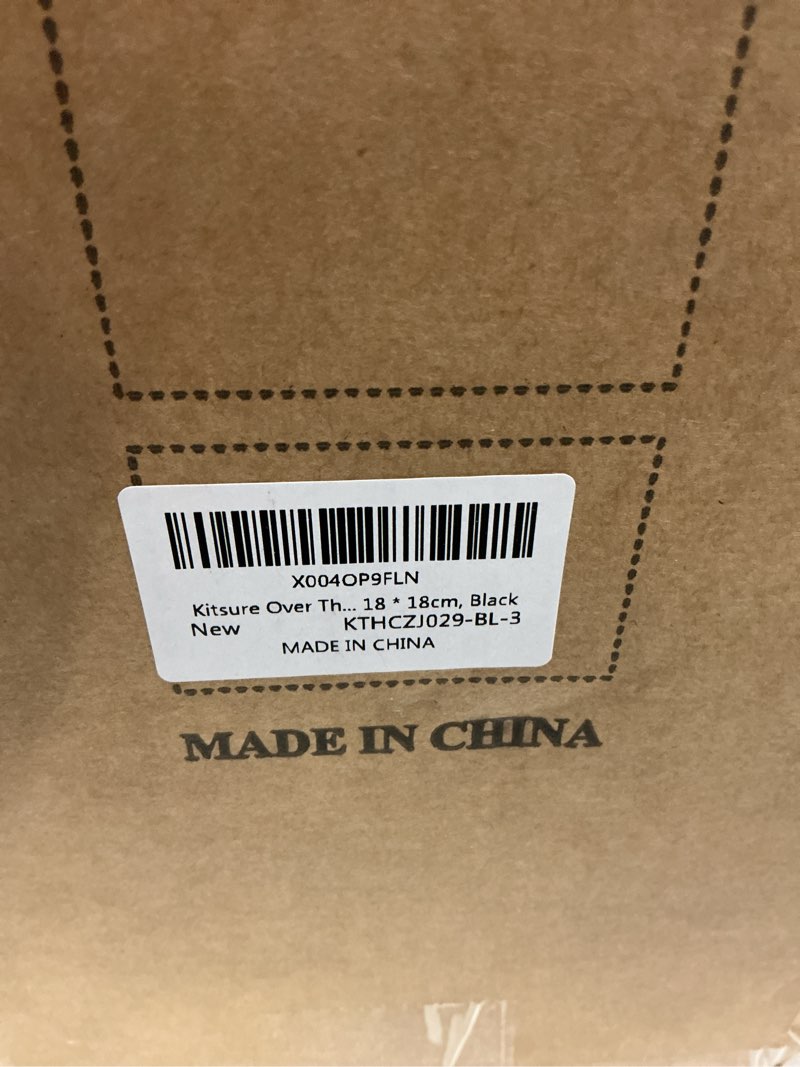 X004OP9FLN
Kitsure Over Th... 18 * 18cm, Black
New KTHCZJ029-BL-3
MADE IN CHINA
MADE IN CHINA